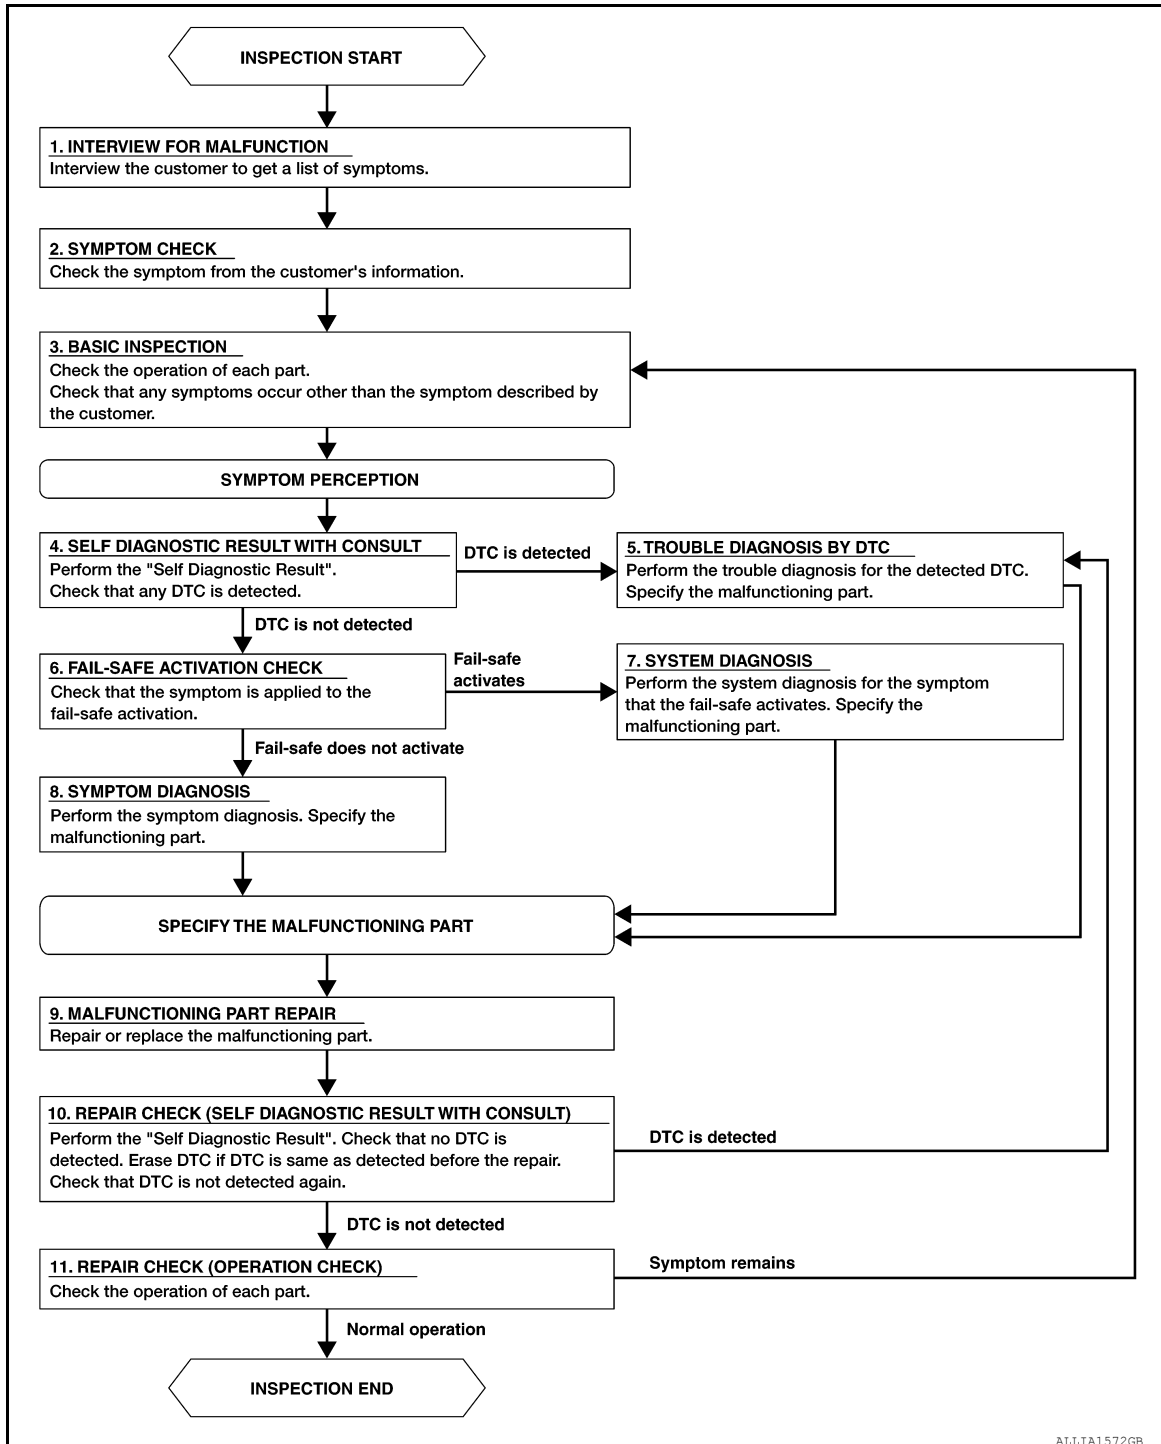 INSPECTION START
1. INTERVIEW FOR MALFUNCTION
Interview the customer to get a list of symptoms.
2. SYMPTOM CHECK
Check the symptom from the customer's information.
3. BASIC INSPECTION
Check the operation of each part.
Check that any symptoms occur other than the symptom described by
the customer.
SYMPTOM PERCEPTION
4. SELF DIAGNOSTIC RESULT WITH CONSULT
Perform the "Self Diagnostic Result".
Check that any DTC is detected.
DTC is detected
5. TROUBLE DIAGNOSIS BY DTC
Perform the trouble diagnosis for the detected DTC.
Specify the malfunctioning part.
DTC is not detected
6. FAIL-SAFE ACTIVATION CHECK
Check that the symptom is applied to the
fail-safe activation.
Fail-safe
activates
7. SYSTEM DIAGNOSIS
Perform the system diagnosis for the symptom
that the fail-safe activates. Specify the
malfunctioning part.
Fail-safe does not activate
8. SYMPTOM DIAGNOSIS
Perform the symptom diagnosis. Specify the
malfunctioning part.
SPECIFY THE MALFUNCTIONING PART
9. MALFUNCTIONING PART REPAIR
Repair or replace the malfunctioning part.
10. REPAIR CHECK (SELF DIAGNOSTIC RESULT WITH CONSULT)
Perform the "Self Diagnostic Result". Check that no DTC is
detected. Erase DTC if DTC is same as detected before the repair.
Check that DTC is not detected again.
DTC is detected
DTC is not detected
11. REPAIR CHECK (OPERATION CHECK)
Check the operation of each part.
Symptom remains
Normal operation
INSPECTION END
ALLIA1572GB